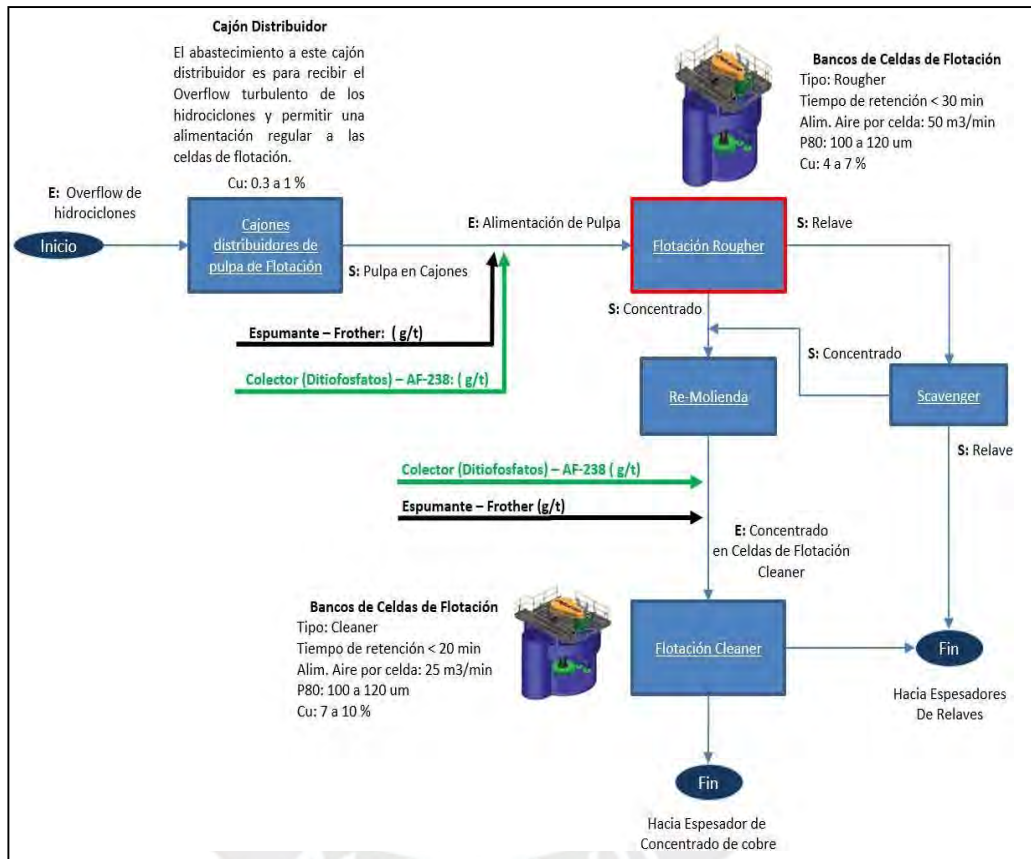 Cajón Distribuidor
El abastecimiento a este cajón
distribuidor es para recibir el
Overflow turbulento de los
hidrociclones y permitir una
alimentación regular a las
celdas de flotación.
Cu: 0.3 a 1 %
Bancos de Celdas de Flotación
Tipo: Rougher
Tiempo de retención < 30 min
Alim. Aire por celda: 50 m3/min
P80: 100 a 120 um
Cu: 4 a 7 %
E: Overflow de
hidrociclones
Inicio
Cajones
distribuidores de
pulpa de Flotación
E: Alimentación de Pulpa
S: Pulpa en Cajones
Flotación Rougher
S: Relave
Espumante – Frother: ( g/t)
Colector (Ditiofosfatos) – AF-238: ( g/t)
S: Concentrado
S: Concentrado
Re-Molienda
Scavenger
S: Relave
Colector (Ditiofosfatos) – AF-238 ( g/t)
Espumante – Frother (g/t)
E: Concentrado
en Celdas de Flotación
Cleaner
Bancos de Celdas de Flotación
Tipo: Cleaner
Tiempo de retención < 20 min
Alim. Aire por celda: 25 m3/min
P80: 100 a 120 um
Cu: 7 a 10 %
Flotación Cleaner
Fin
Hacia Espesadores
De Relaves
Fin
Hacia Espesador de
Concentrado de cobre